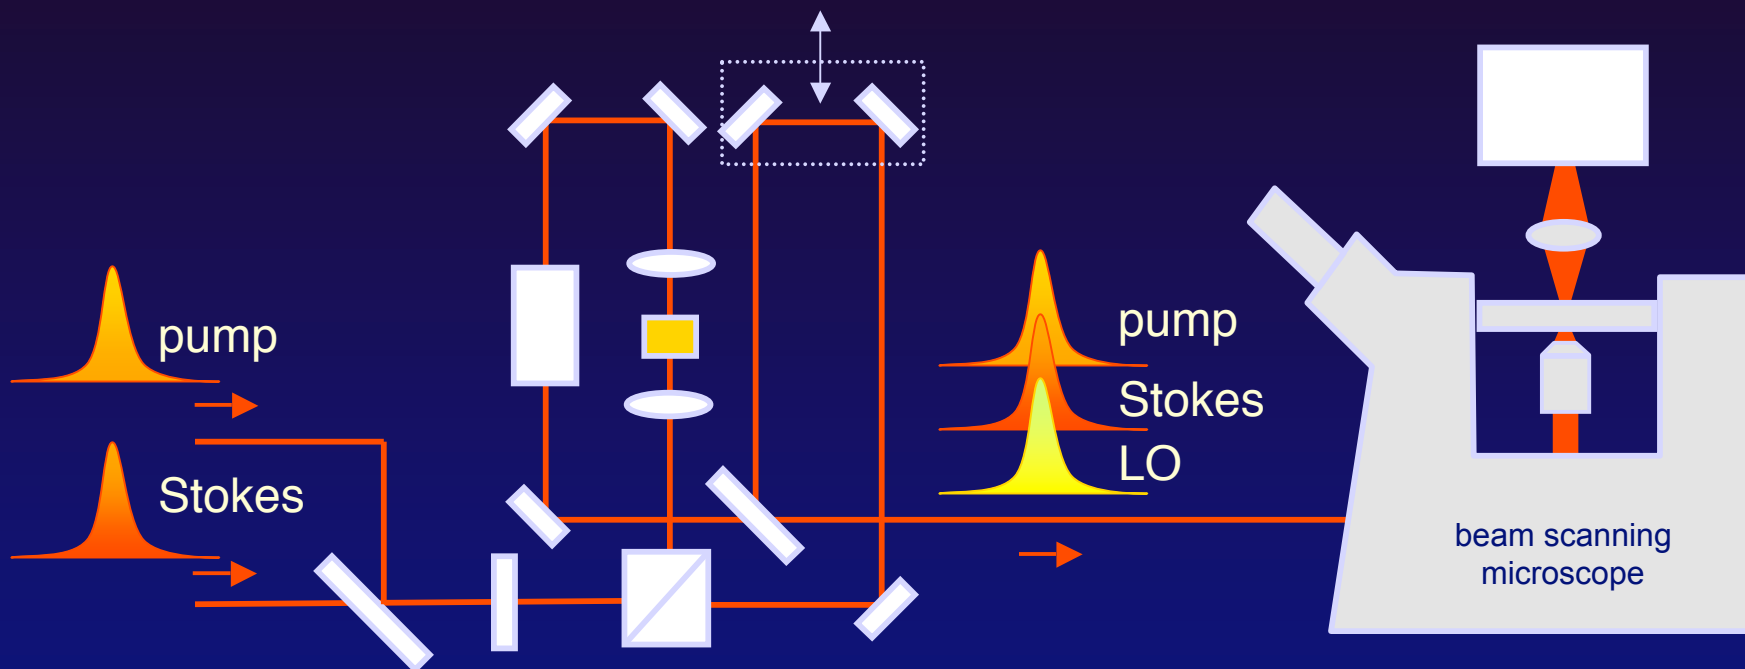 pump
Stokes
pump
Stokes
LO
beam scanning
microscope